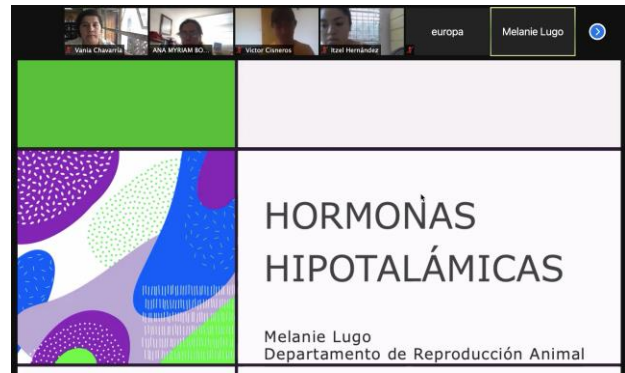 Vania Chavarría
ANA MYRIAM BO...
Victor Cisneros
Itzel Hernández
europa
Melanie Lugo
HORMONAS
HIPOTALÁMICAS
Melanie Lugo
Departamento de Reproducción Animal